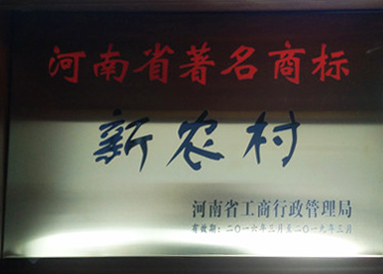 河南省著名商标
新农村
河南省工商行政管理局
有效期：二〇一六年三月至二〇一九年三月